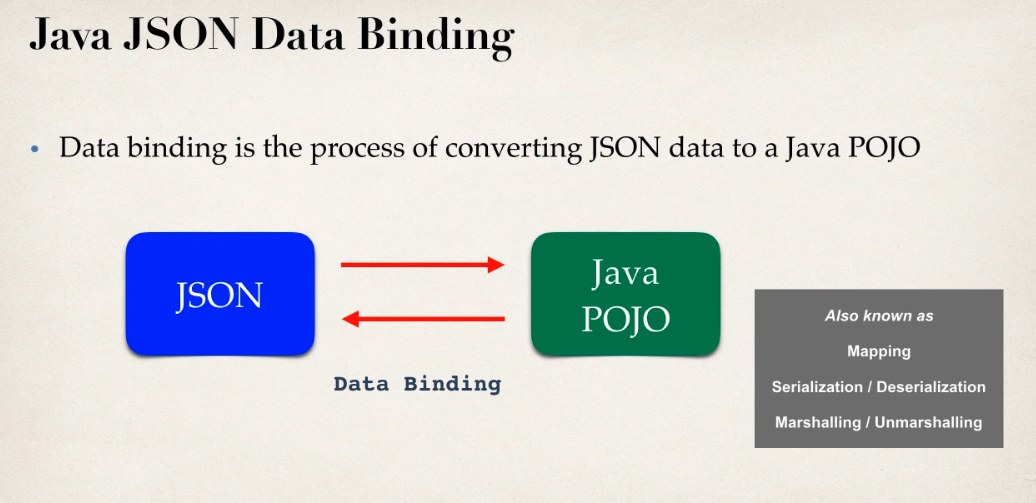 Java JSON Data Binding
• Data binding is the process of converting JSON data to a Java POJO
JSON
Java
POJO
Data Binding
Also known as
Mapping
Serialization / Deserialization
Marshalling / Unmarshalling